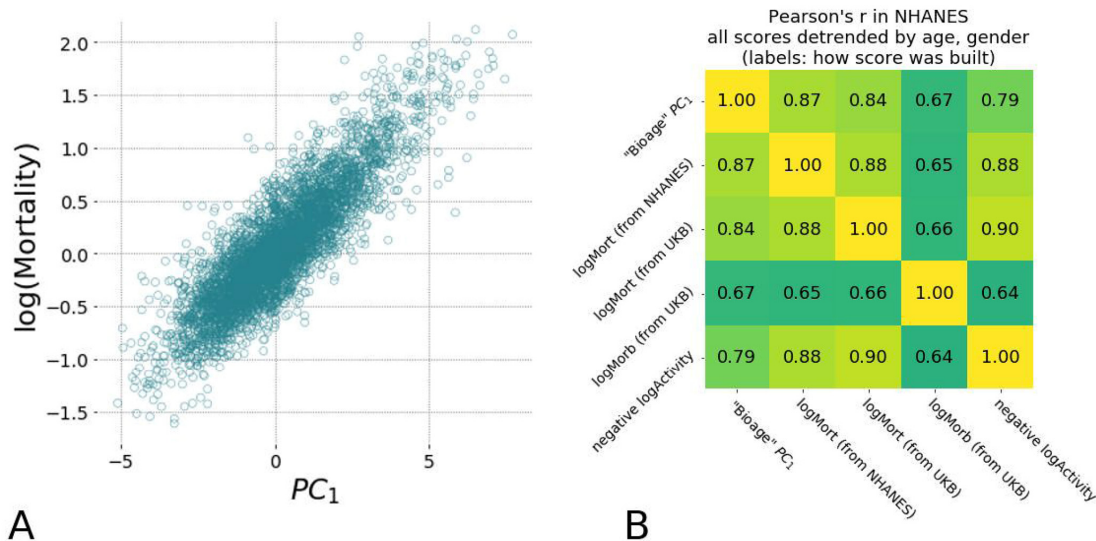 2.0
1.5
1.0
0.5
0.0
−0.5
−1.0
−1.5
log(Mortality)
−5
0
5
PC1
A
Pearson's r in NHANES
all scores detrended by age, gender
(labels: how score was built)
"Bioage" PC1
1.00 0.87 0.84 0.67 0.79
logMort (from NHANES)
0.87 1.00 0.88 0.65 0.88
logMort (from UKB)
0.84 0.88 1.00 0.66 0.90
logMorb (from UKB)
0.67 0.65 0.66 1.00 0.64
negative logActivity
0.79 0.88 0.90 0.64 1.00
"Bioage" PC1
logMort (from NHANES)
logMort (from UKB)
logMorb (from UKB)
negative logActivity
B